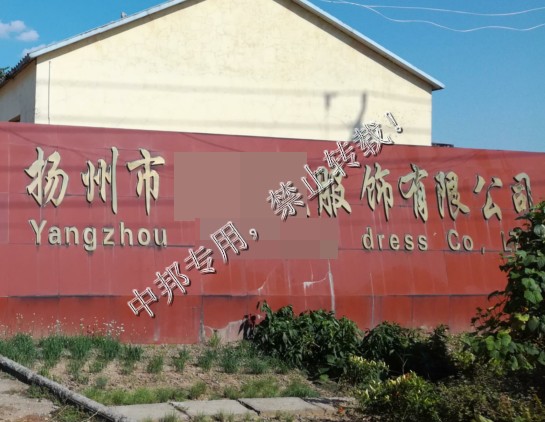 扬州市 服饰有限公司
Yangzhou dress Co.,
中邦专用，禁止转载！